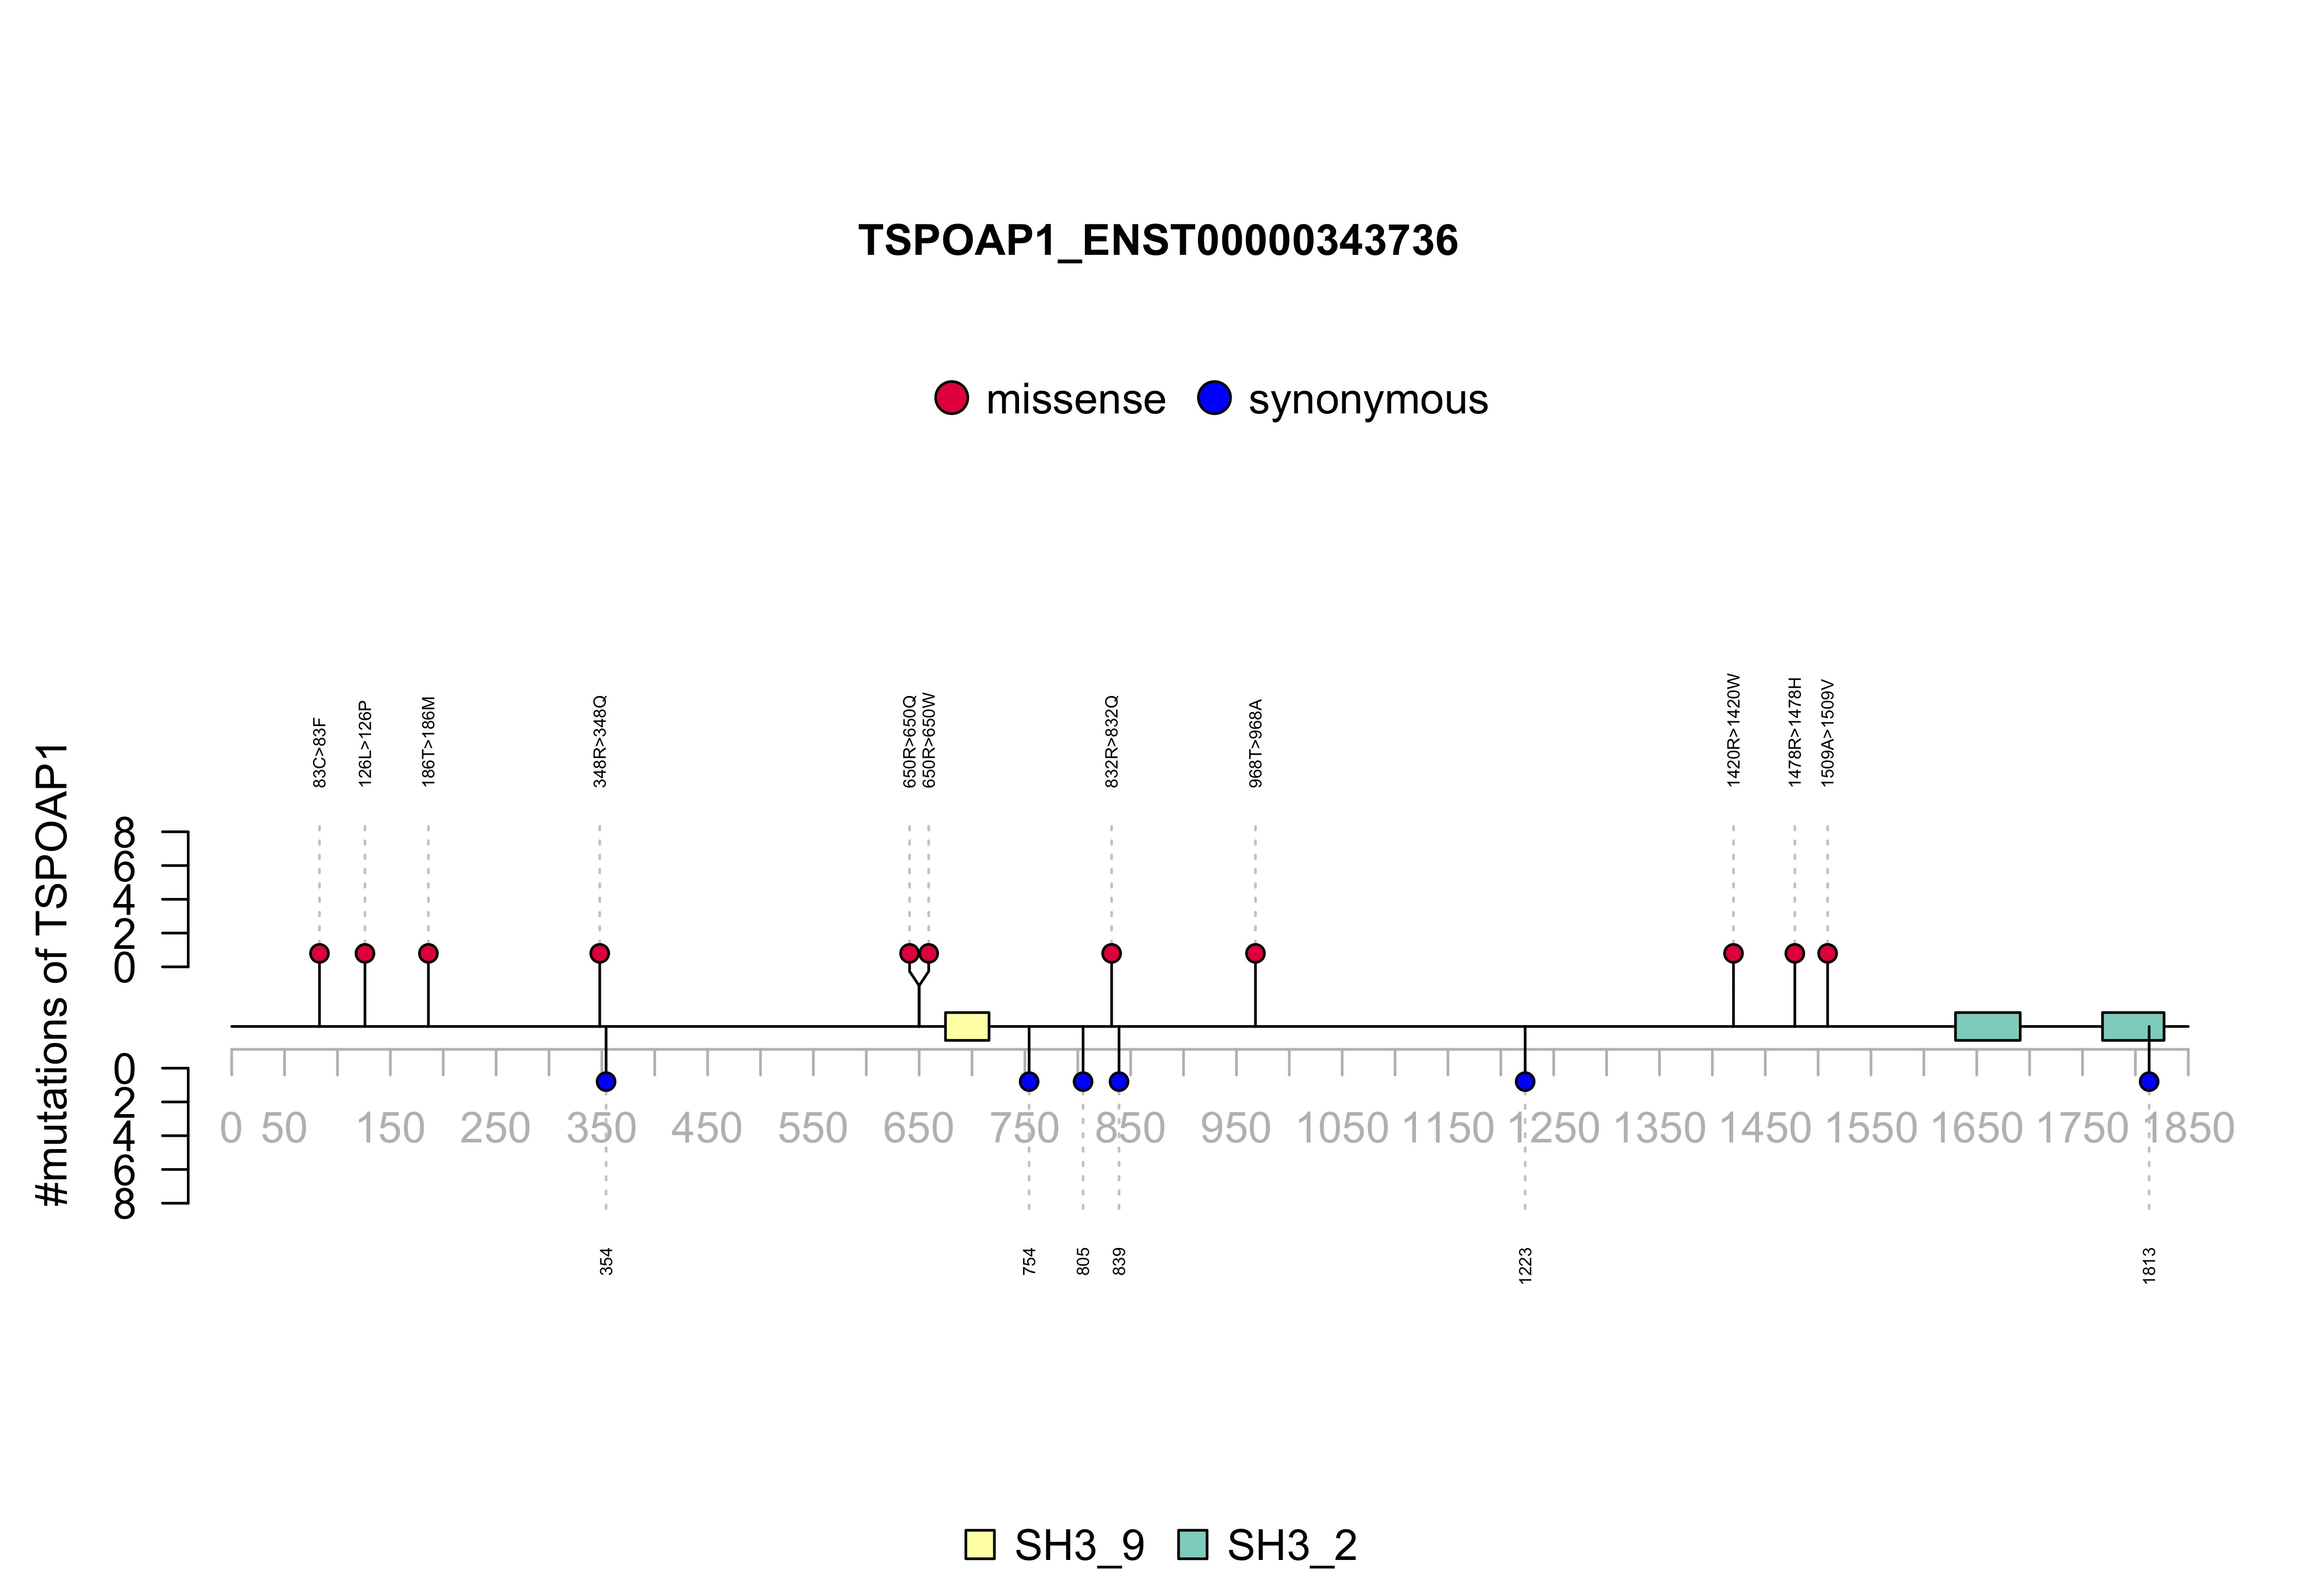 TSPOAP1_ENST00000343736
missense synonymous
83C>83F 126L>126P 186T>186M 348R>348Q 650R>650Q 650R>650W 832R>832Q 968T>968A 1420R>1420W 1478R>1478H 1509A>1509V
#mutations of TSPOAP1
8
6
4
2
0
0
2
4
6
8
0 50 150 250 350 450 550 650 750 850 950 1050 1150 1250 1350 1450 1550 1650 1750 1850
354 754 805 839 1223 1813
SH3_9 SH3_2